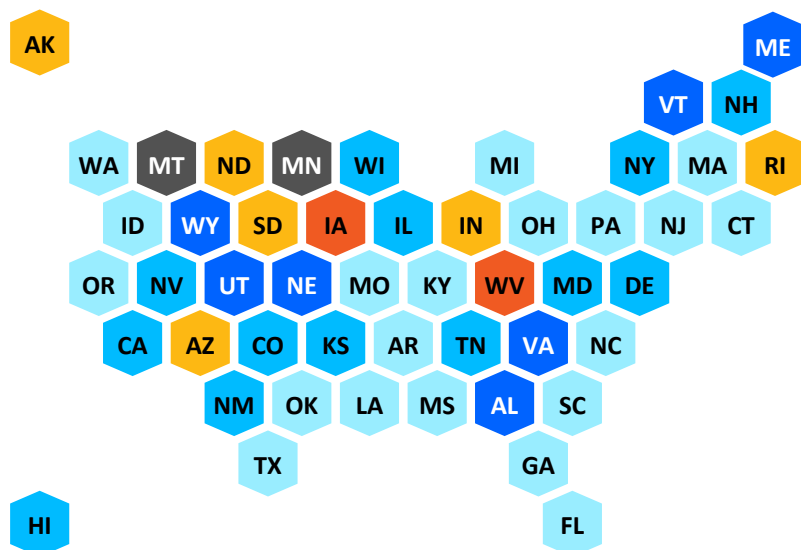 AK ME
VT NH
WA MT ND MN WI MI NY MA RI
ID WY SD IA IL IN OH PA NJ CT
OR NV UT NE MO KY WV MD DE
CA AZ CO KS AR TN VA NC
NM OK LA MS AL SC
TX GA
HI FL